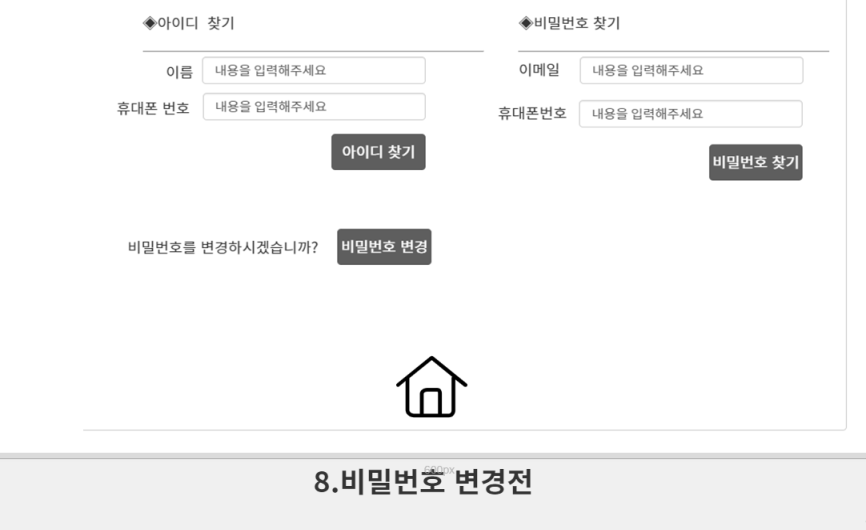 ◈아이디 찾기
이름 내용을 입력해주세요
휴대폰 번호 내용을 입력해주세요
아이디 찾기
◈비밀번호 찾기
이메일 내용을 입력해주세요
휴대폰번호 내용을 입력해주세요
비밀번호 찾기
비밀번호를 변경하시겠습니까? 비밀번호 변경
8.비밀번호 변경전